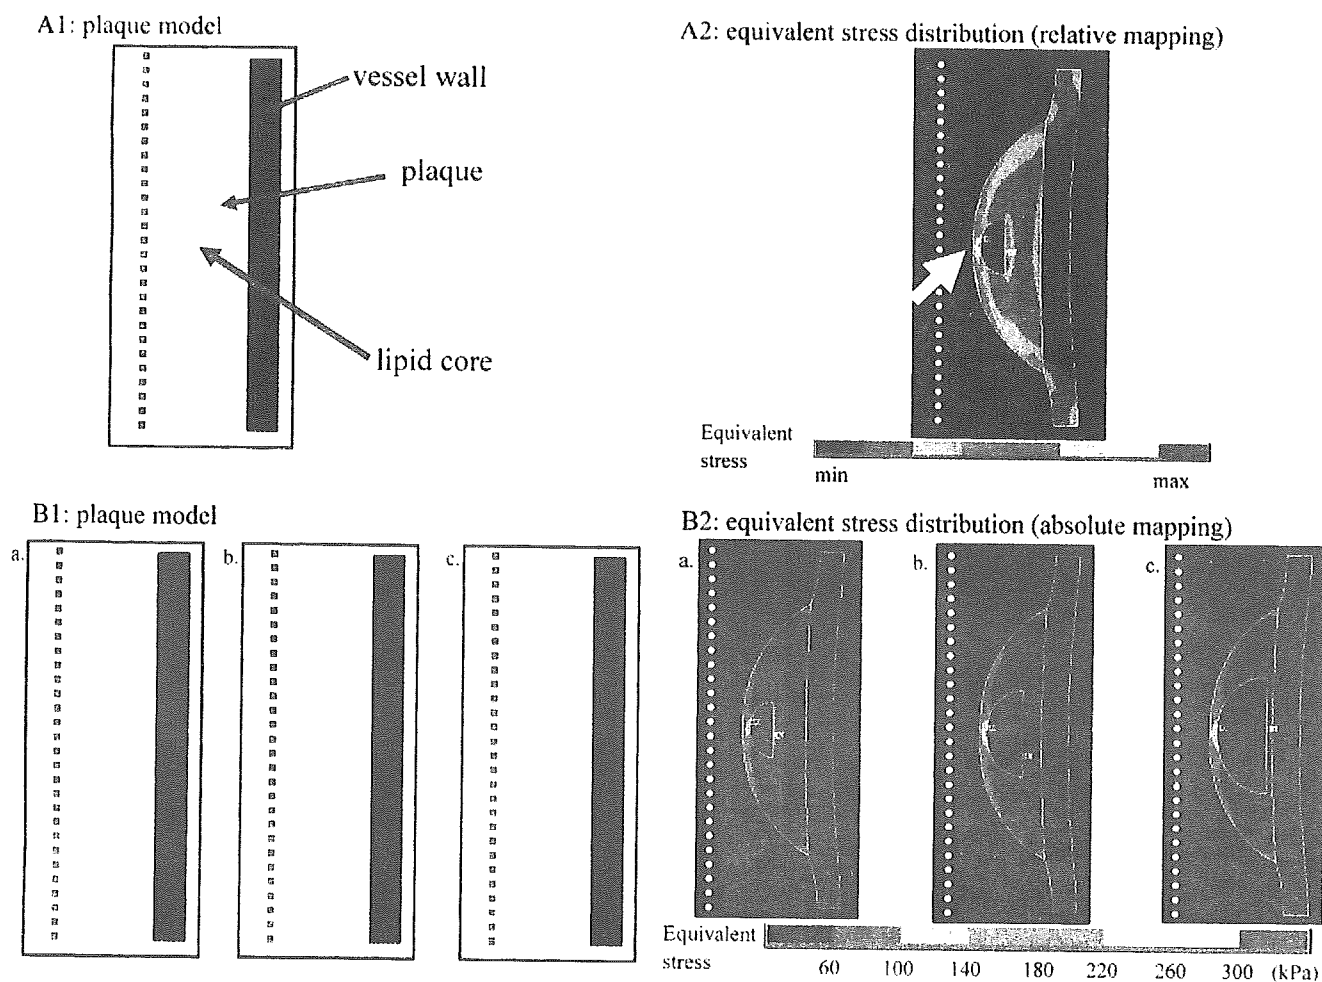 A1: plaque model
vessel wall
plaque
lipid core
A2: equivalent stress distribution (relative mapping)
Equivalent
stress
min
max
B1: plaque model
a.
b.
c.
B2: equivalent stress distribution (absolute mapping)
a.
b.
c.
Equivalent
stress
60 100 140 180 220 260 300 (kPa)